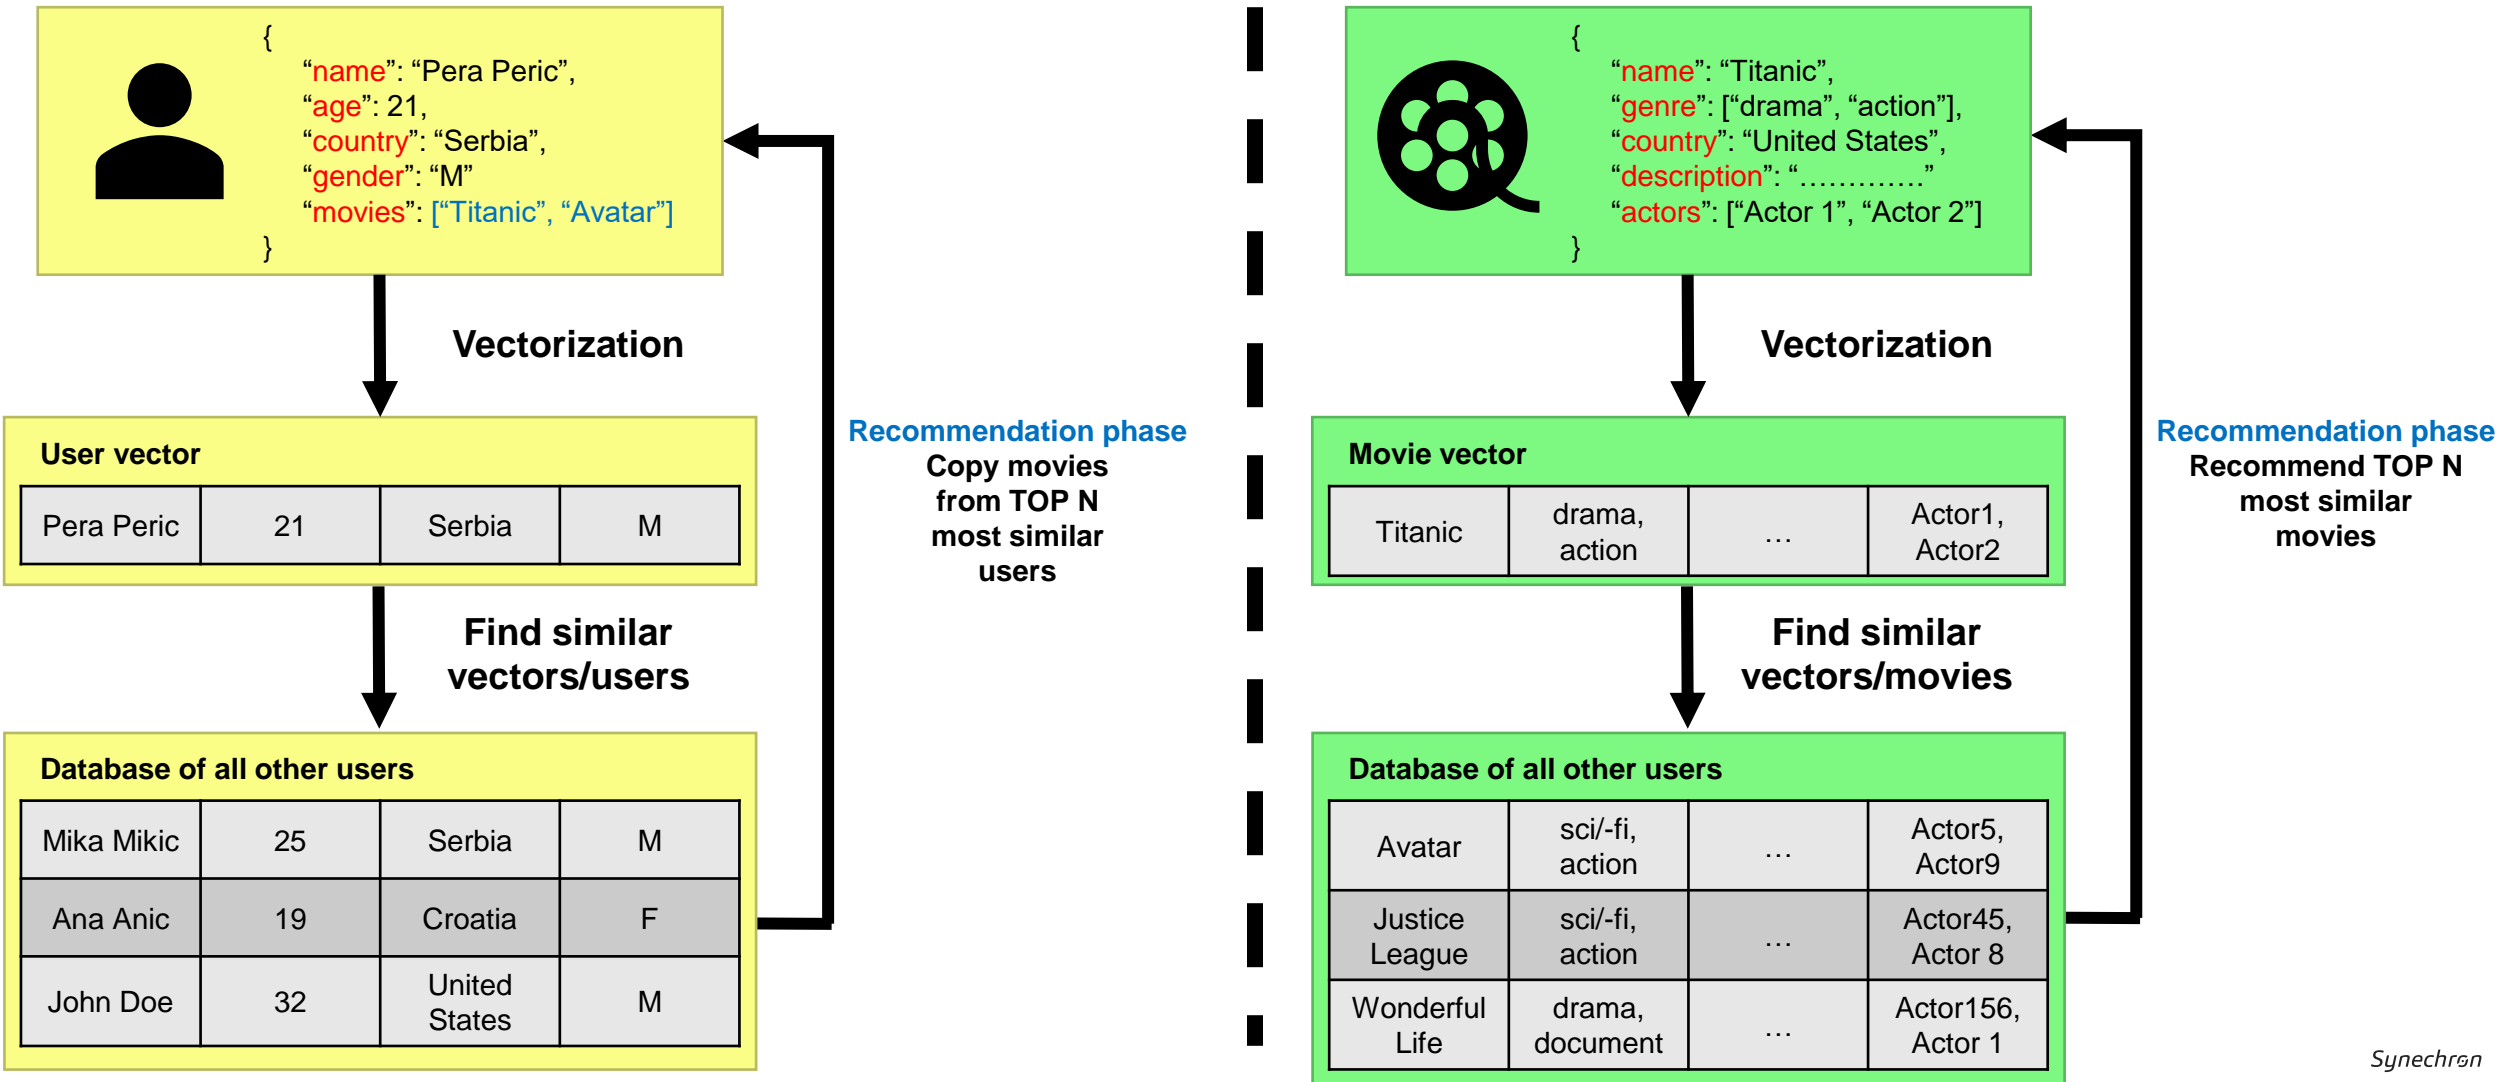 {
“name”: “Pera Peric”,
“age”: 21,
“country”: “Serbia”,
“gender”: “M”
“movies”: [“Titanic”, “Avatar”]
}
Vectorization
User vector
Pera Peric 21 Serbia M
Find similar
vectors/users
Database of all other users
Mika Mikic 25 Serbia M
Ana Anic 19 Croatia F
John Doe 32 United
States M
Recommendation phase
Copy movies
from TOP N
most similar
users
{
“name”: “Titanic”,
“genre”: [“drama”, “action”],
“country”: “United States”,
“description”: “………….”
“actors”: [“Actor 1”, “Actor 2”]
}
Vectorization
Movie vector
Titanic
drama,
action
…
Actor1,
Actor2
Find similar
vectors/movies
Database of all other users
Avatar
sci/-fi,
action
…
Actor5,
Actor9
Justice
League
sci/-fi,
action
…
Actor45,
Actor 8
Wonderful
Life
drama,
document
…
Actor156,
Actor 1
Recommendation phase
Recommend TOP N
most similar
movies
Synechron